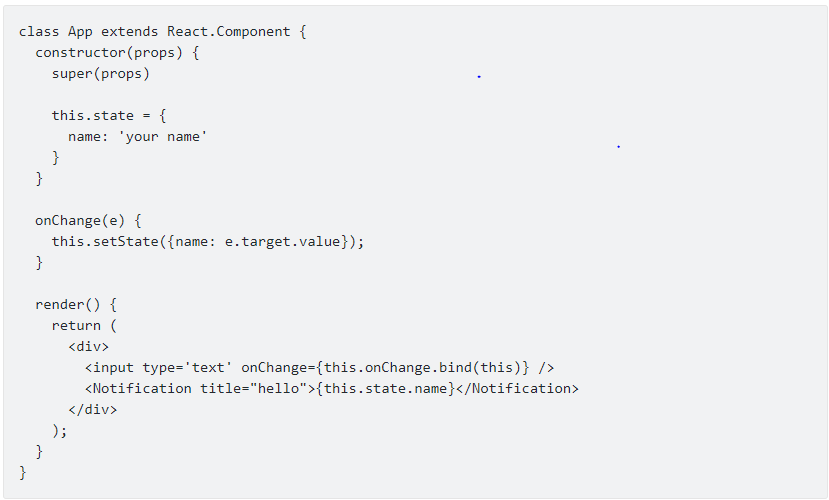 class App extends React.Component {
  constructor(props) {
    super(props)

    this.state = {
      name: 'your name'
    }
  }

  onChange(e) {
    this.setState({name: e.target.value});
  }

  render() {
    return (
      <div>
        <input type='text' onChange={this.onChange.bind(this)} />
        <Notification title="hello">{this.state.name}</Notification>
      </div>
    );
  }
}